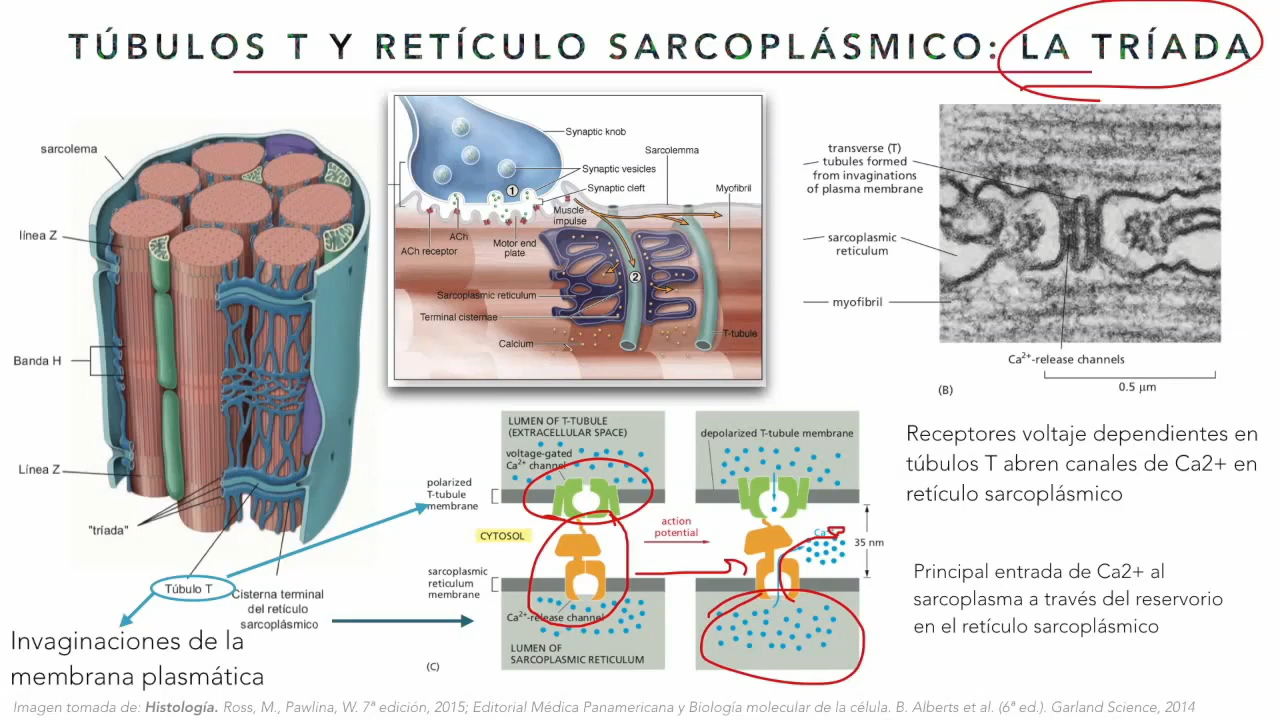 TÚBULOS T Y RETÍCULO SARCOPLÁSMICO: LA TRÍADA
sarcolema
línea Z
Banda H
Línea Z
"tríada"
Túbulo T
Cisterna terminal
del retículo
sarcoplásmico
Invaginaciones de la
membrana plasmática
Synaptic knob
Sarcolemma
Synaptic vesicles
1
Synaptic cleft
Myofibril
Muscle
impulse
ACh
ACh receptor
Motor end
plate
2
Sarcoplasmic reticulum
Terminal cisternae
Calcium
T-tubule
transverse (T)
tubules formed
from invaginations
of plasma membrane
sarcoplasmic
reticulum
myofibril
Ca2+-release channels
(B)
0.5 μm
LUMEN OF T-TUBULE
(EXTRACELLULAR SPACE)
voltage-gated
Ca2+ channel
polarized
T-tubule
membrane
CYTOSOL
sarcoplasmic
reticulum
membrane
Ca2+-release channel
LUMEN OF
SARCOPLASMIC RETICULUM
(C)
action
potential
depolarized T-tubule membrane
35 nm
Receptores voltaje dependientes en
túbulos T abren canales de Ca2+ en
retículo sarcoplásmico
Principal entrada de Ca2+ al
sarcoplasma a través del reservorio
en el retículo sarcoplásmico
Imagen tomada de: Histología. Ross, M., Pawlina, W. 7ª edición, 2015; Editorial Médica Panamericana y Biología molecular de la célula. B. Alberts et al. (6ª ed.). Garland Science, 2014